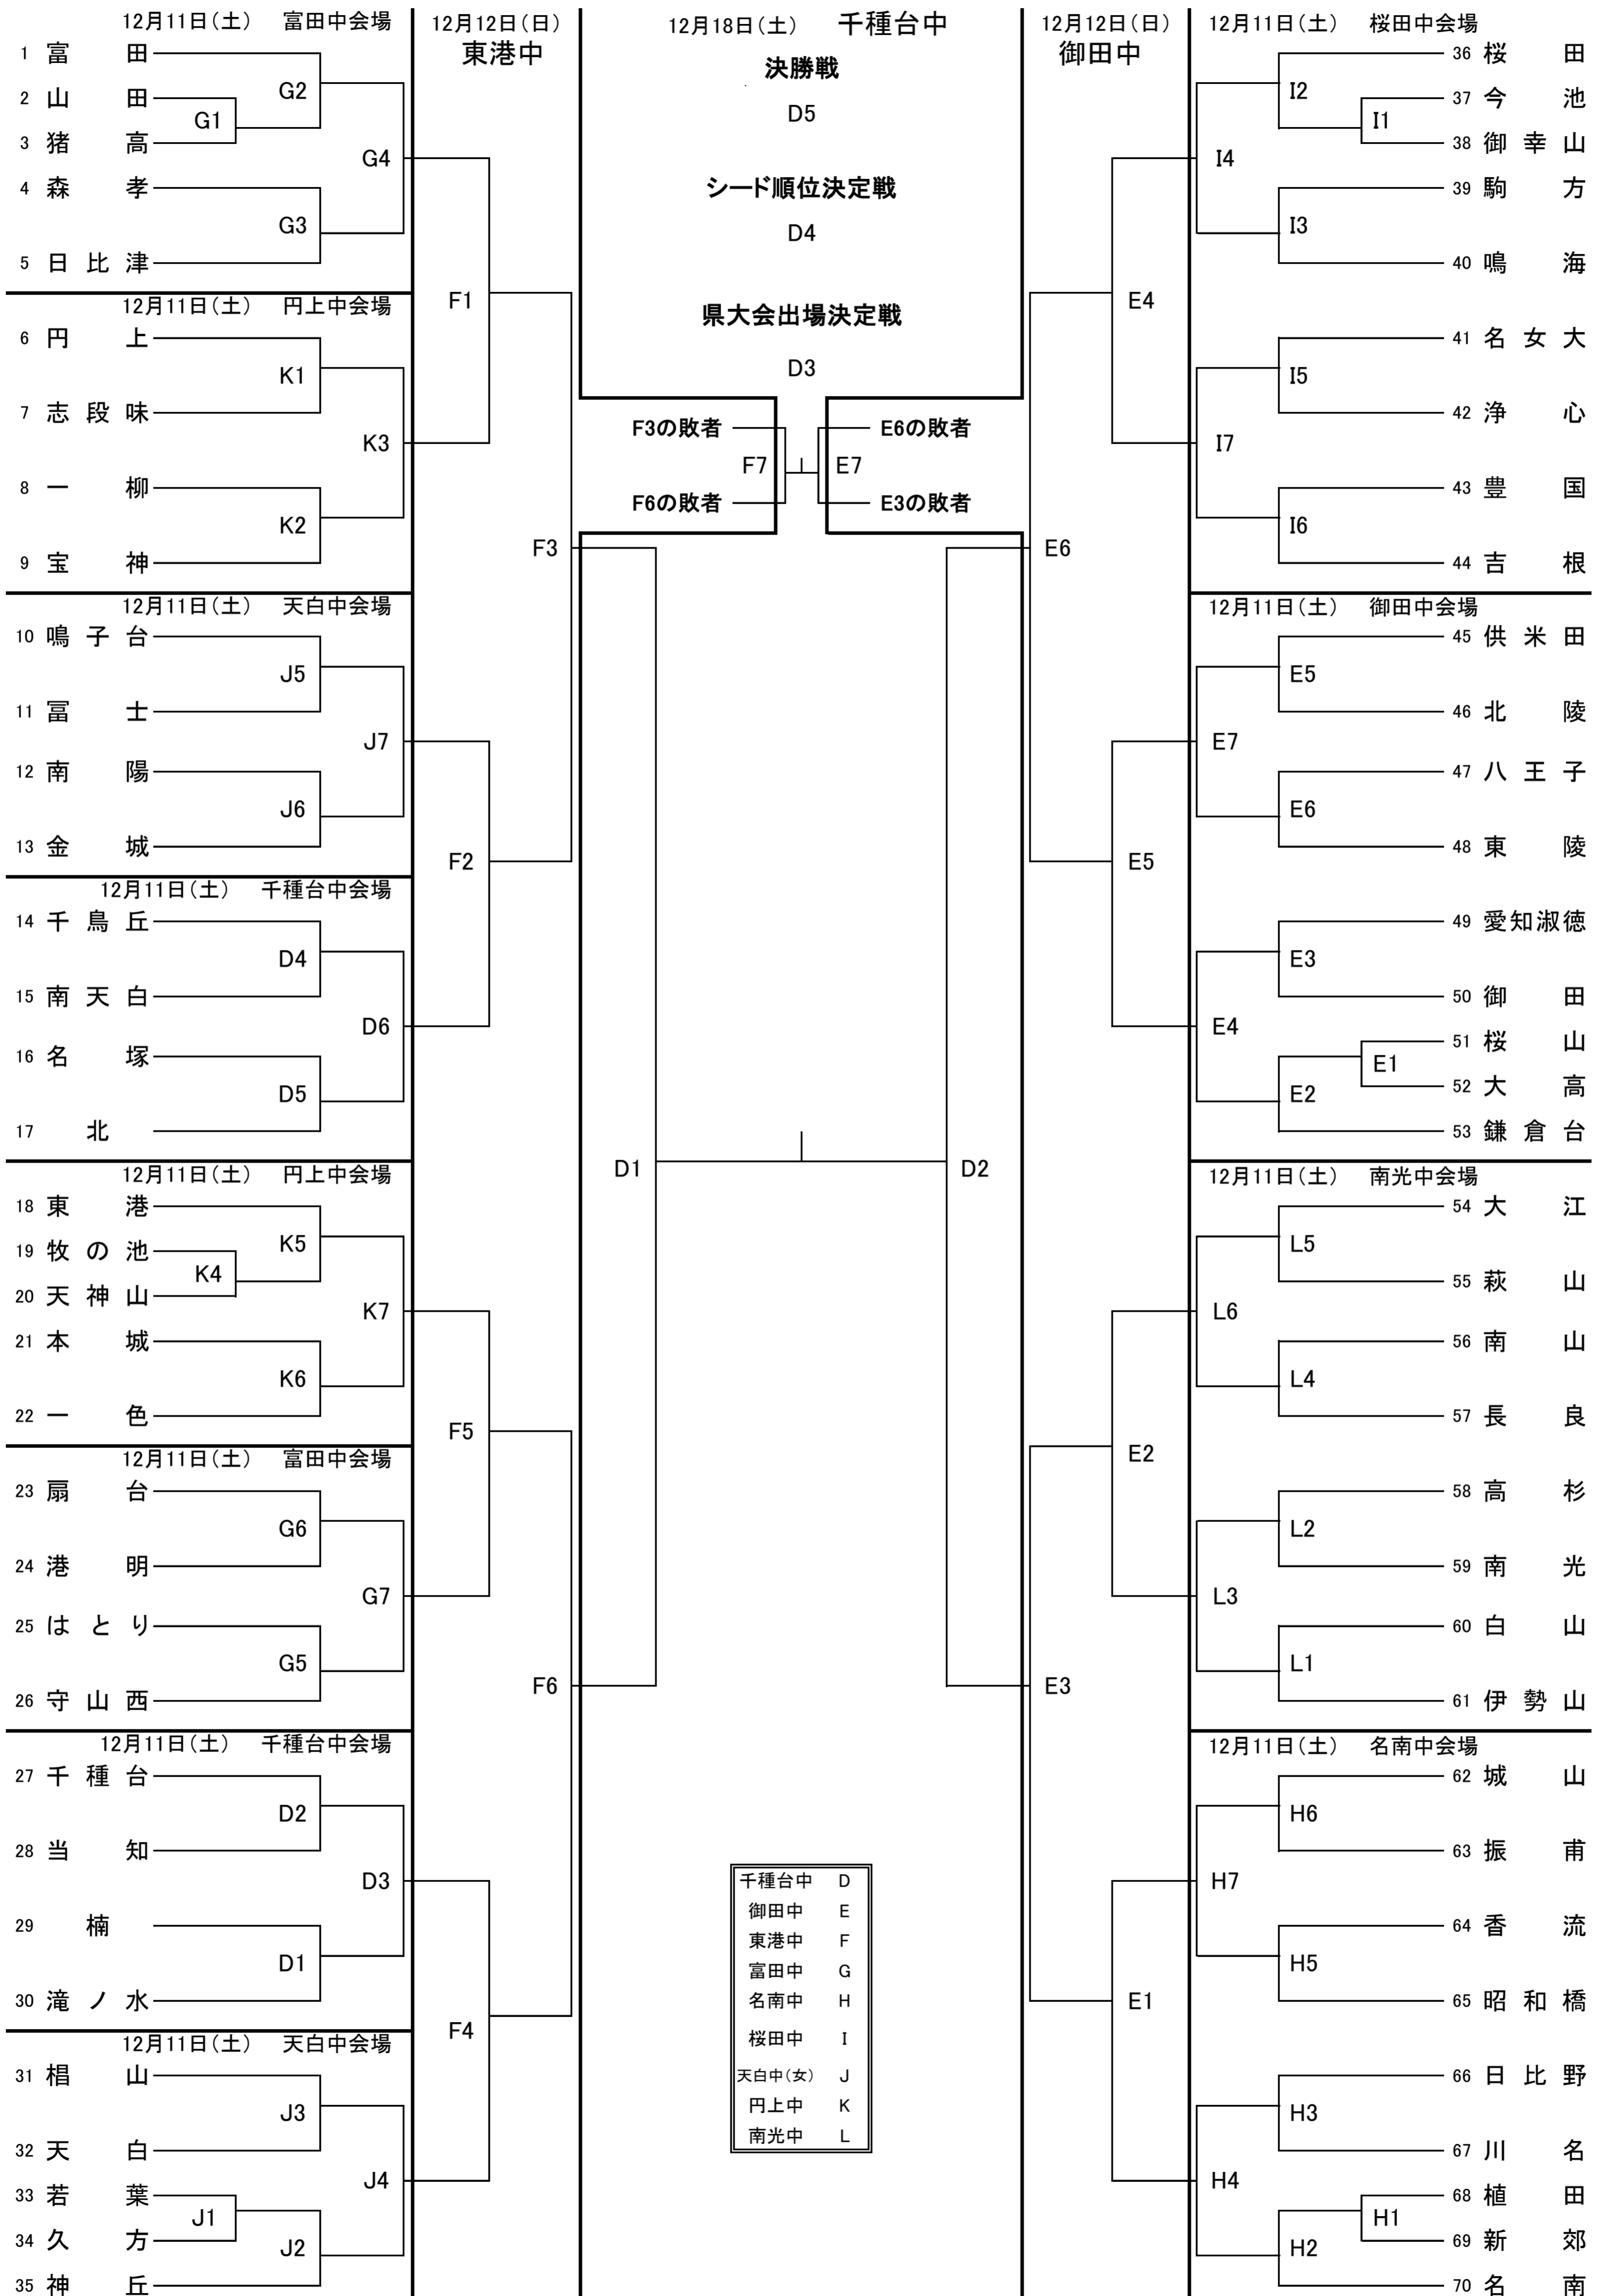 12月11日(土) 富田中会場
1 富田
G2
2 山田
G1
3 猪高
G4
4 森孝
G3
5 日比津
12月11日(土) 円上中会場
6 円上
K1
7 志段味
K3
8 一柳
K2
9 宝神
12月11日(土) 天白中会場
10 鳴子台
J5
11 冨士
J7
12 南陽
J6
13 金城
12月11日(土) 千種台中会場
14 千鳥丘
D4
15 南天白
D6
16 名塚
D5
17 北
12月11日(土) 円上中会場
18 東港
K5
19 牧の池
K4
20 天神山
K7
21 本城
K6
22 一色
12月11日(土) 富田中会場
23 扇台
G6
24 港明
G7
25 はとり
G5
26 守山西
12月11日(土) 千種台中会場
27 千種台
D2
28 当知
D3
29 楠
D1
30 滝ノ水
12月11日(土) 天白中会場
31 椙山
J3
32 天白
J4
33 若葉
J1
34 久方
J2
35 神丘
12月12日(日)
東港中
F1
F3
F2
F5
F6
F4
12月18日(土) 千種台中
決勝戦
D5
シード順位決定戦
D4
県大会出場決定戦
D3
F3の敗者
E6の敗者
F7
E7
F6の敗者
E3の敗者
D1
D2
千種台中 D
御田中 E
東港中 F
富田中 G
名南中 H
桜田中 I
天白中(女) J
円上中 K
南光中 L
12月12日(日)
御田中
E4
E6
E5
E2
E3
E1
12月11日(土) 桜田中会場
36 桜田
I2
37 今池
I1
38 御幸山
I4
39 駒方
I3
40 鳴海
41 名女大
I5
42 浄心
I7
43 豊国
I6
44 吉根
12月11日(土) 御田中会場
45 供米田
E5
46 北陵
E7
47 八王子
E6
48 東陵
49 愛知淑徳
E3
50 御田
E4
51 桜山
E1
52 大高
E2
53 鎌倉台
12月11日(土) 南光中会場
54 大江
L5
55 萩山
L6
56 南山
L4
57 長良
58 高杉
L2
59 南光
L3
60 白山
L1
61 伊勢山
12月11日(土) 名南中会場
62 城山
H6
63 振甫
H7
64 香流
H5
65 昭和橋
66 日比野
H3
67 川名
H4
68 植田
H1
69 新郊
H2
70 名南